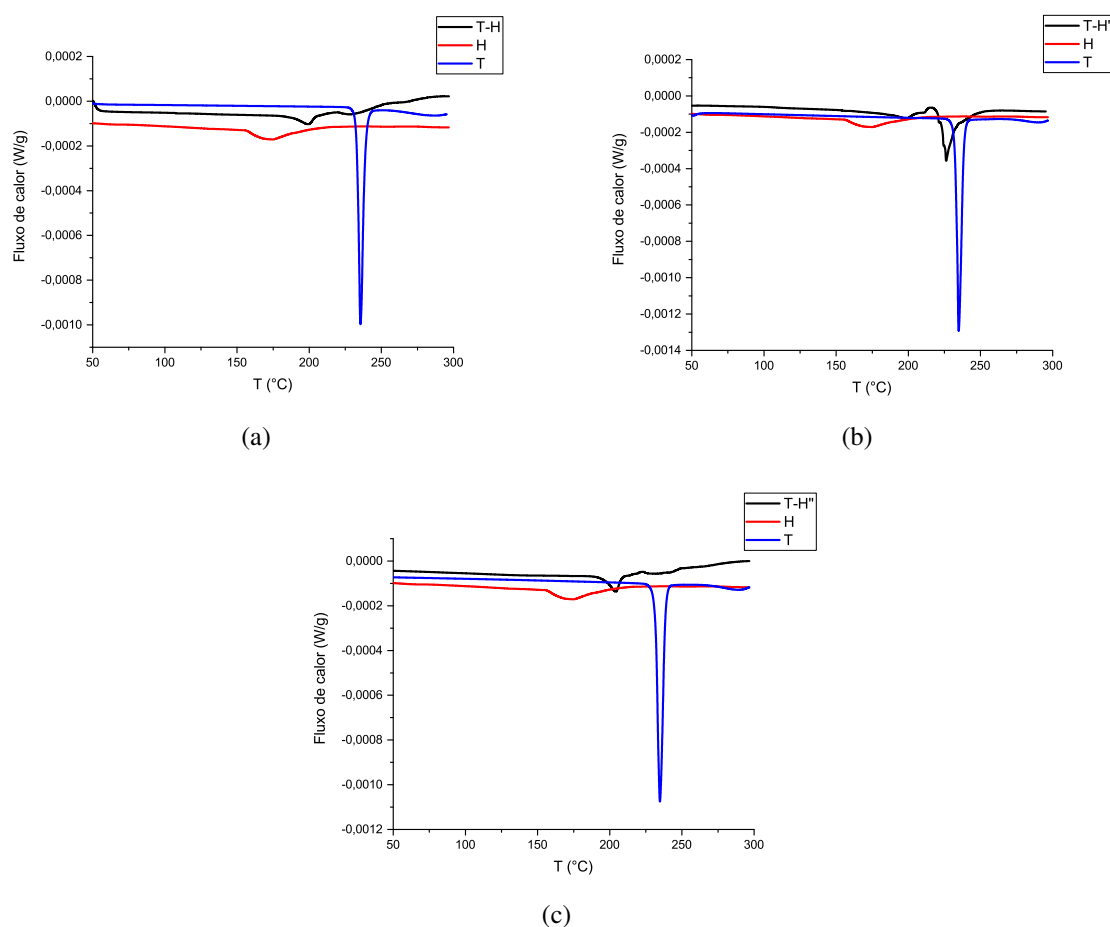 T-H
H
T
0,0002
0,0000
-0,0002
-0,0004
-0,0006
-0,0008
-0,0010
Fluxo de calor (W/g)
50 100 150 200 250 300
T (°C)
(a)
T-H'
H
T
0,0002
0,0000
-0,0002
-0,0004
-0,0006
-0,0008
-0,0010
-0,0012
-0,0014
Fluxo de calor (W/g)
50 100 150 200 250 300
T (°C)
(b)
T-H"
H
T
0,0000
-0,0002
-0,0004
-0,0006
-0,0008
-0,0010
-0,0012
Fluxo de calor (W/g)
50 100 150 200 250 300
T (°C)
(c)